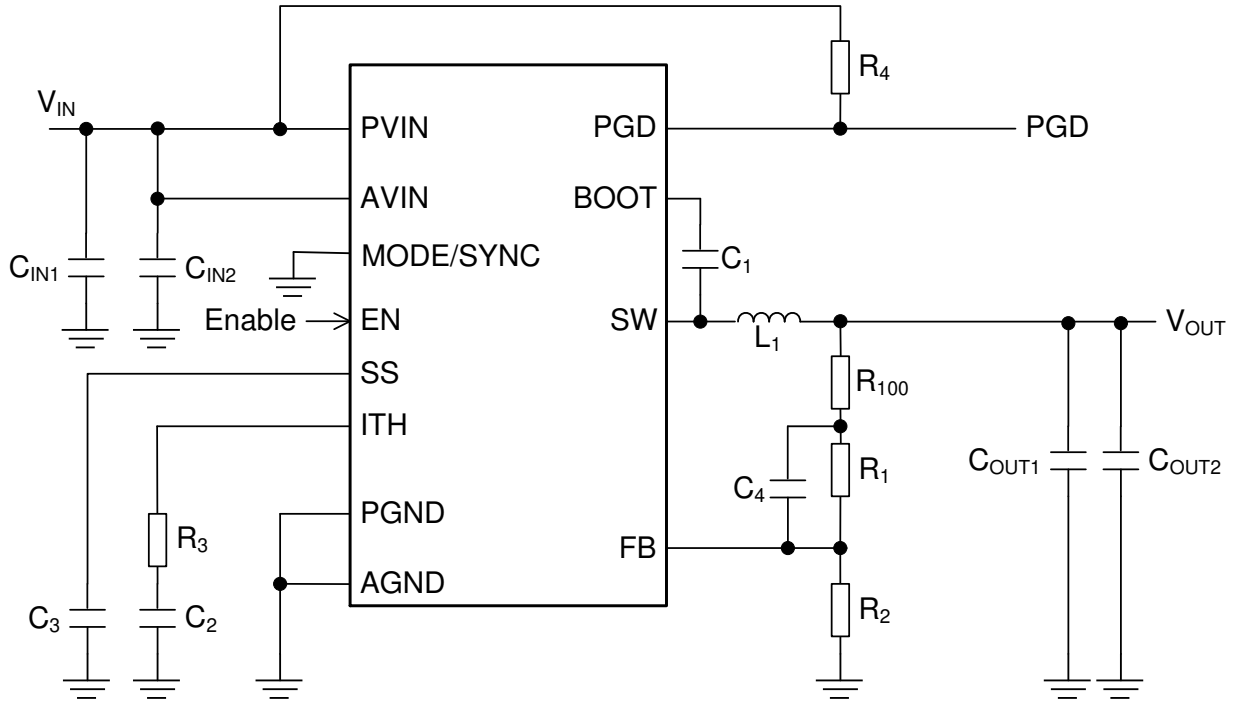 R4
VIN
PVIN
PGD
PGD
AVIN
BOOT
MODE/SYNC
CIN1
CIN2
C1
Enable
EN
SW
VOUT
L1
SS
R100
ITH
COUT1
COUT2
C4
R1
PGND
R3
FB
AGND
C3
C2
R2